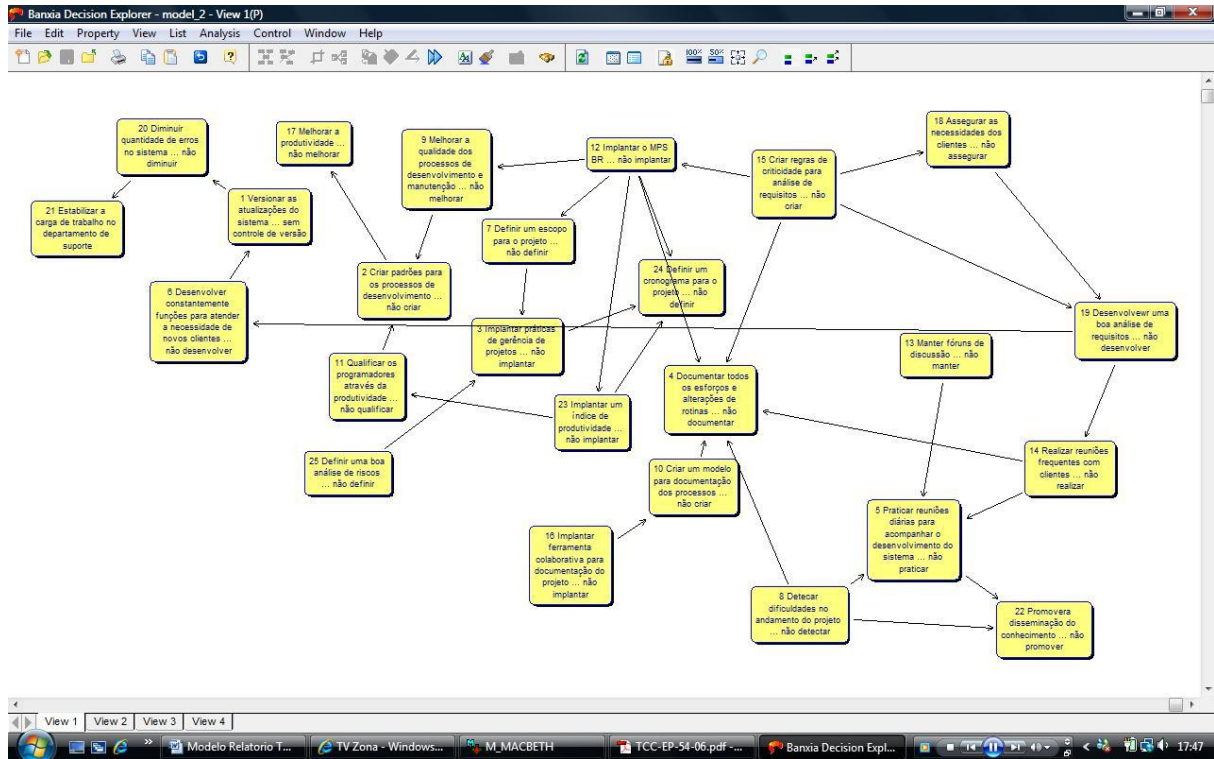 Banxia Decision Explorer - model_2 - View 1(P)
File Edit Property View List Analysis Control Window Help
100% 50%
20 Diminuir
quantidade de erros
no sistema ... não
diminuir
17 Melhorar a
produtividade ...
não melhorar
9 Melhorar a
qualidade dos
processos de
desenvolvimento e
manutenção ... não
melhorar
12 Implantar o MPS
BR ... não implantar
15 Criar regras de
criticidade para
análise de
requisitos ... não
criar
18 Assegurar as
necessidades dos
clientes ... não
assegurar
21 Estabilizar a
carga de trabalho no
departamento de
suporte
1 Versionar as
atualizações do
sistema ... sem
controle de versão
7 Definir um escopo
para o projeto ...
não definir
2 Criar padrões para
os processos de
desenvolvimento ...
não criar
24 Definir um
cronograma para o
projeto ... não
definir
6 Desenvolver
constantemente
funções para atender
a necessidade de
novos clientes ...
não desenvolver
3 Implantar práticas
de gerência de
projetos ... não
implantar
13 Manter fóruns de
discussão ... não
manter
19 Desenvolvewr uma
boa análise de
requisitos ... não
desenvolver
11 Qualificar os
programadores
através da
produtividade ...
não qualificar
4 Documentar todos
os esforços e
alterações de
rotinas ... não
documentar
23 Implantar um
índice de
produtividade ...
não implantar
25 Definir uma boa
análise de riscos
... não definir
10 Criar um modelo
para documentação
dos processos ...
não criar
14 Realizar reuniões
frequentes com
clientes ... não
realizar
5 Praticar reuniões
diárias para
acompanhar o
desenvolvimento do
sistema ... não
praticar
16 Implantar
ferramenta
colaborativa para
documentação do
projeto ... não
implantar
8 Detecar
dificuldades no
andamento do projeto
... não detectar
22 Promovera
disseminação do
conhecimento ... não
promover
View 1 View 2 View 3 View 4
Modelo Relatorio T... TV Zona - Windows... M_MACBETH TCC-EP-54-06.pdf -... Banxia Decision Expl... 17:47